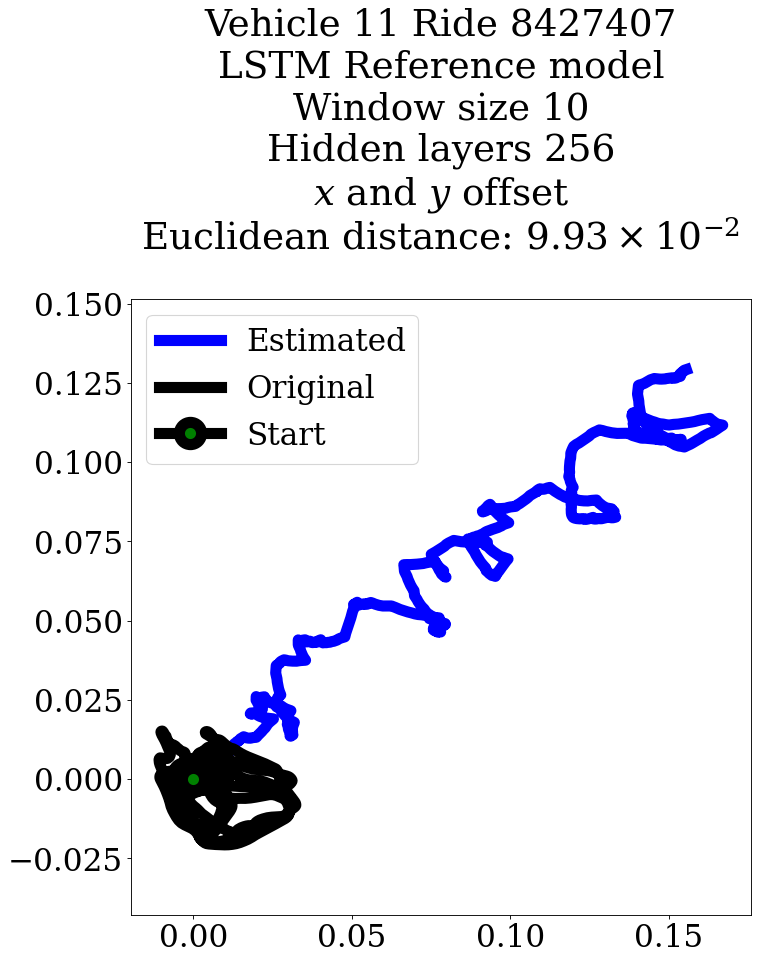 Vehicle 11 Ride 8427407
LSTM Reference model
Window size 10
Hidden layers 256
x and y offset
Euclidean distance: 9.93 × 10⁻²
0.150
0.125
0.100
0.075
0.050
0.025
0.000
−0.025
Estimated
Original
Start
0.00 0.05 0.10 0.15